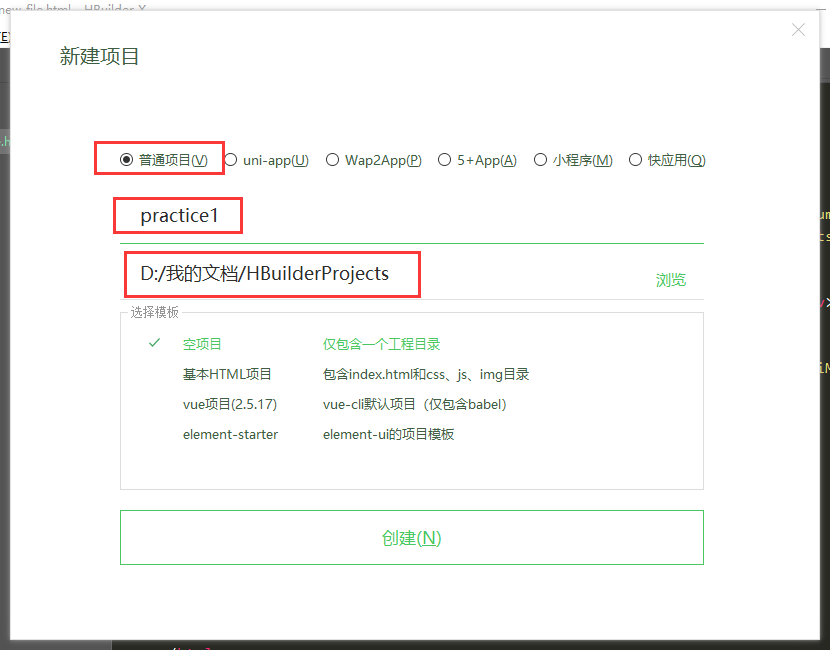 new_file.html - HBuilder X
新建项目
普通项目(V) uni-app(U) Wap2App(P) 5+App(A) 小程序(M) 快应用(Q)
practice1
D:/我的文档/HBuilderProjects 浏览
选择模板
空项目 仅包含一个工程目录
基本HTML项目 包含index.html和css、js、img目录
vue项目(2.5.17) vue-cli默认项目（仅包含babel）
element-starter element-ui的项目模板
创建(N)